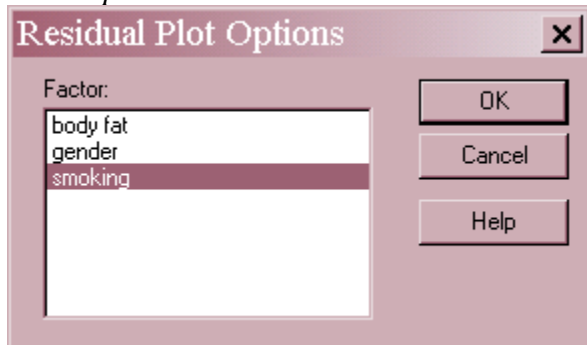 Residual Plot Options
Factor:
body fat
gender
smoking
OK
Cancel
Help